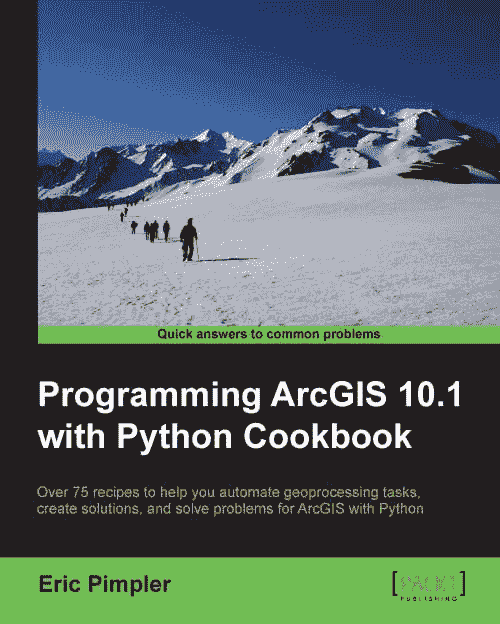 Quick answers to common problems
Programming ArcGIS 10.1
with Python Cookbook
Over 75 recipes to help you automate geoprocessing tasks,
create solutions, and solve problems for ArcGIS with Python
Eric Pimpler
[PACKT]
PUBLISHING